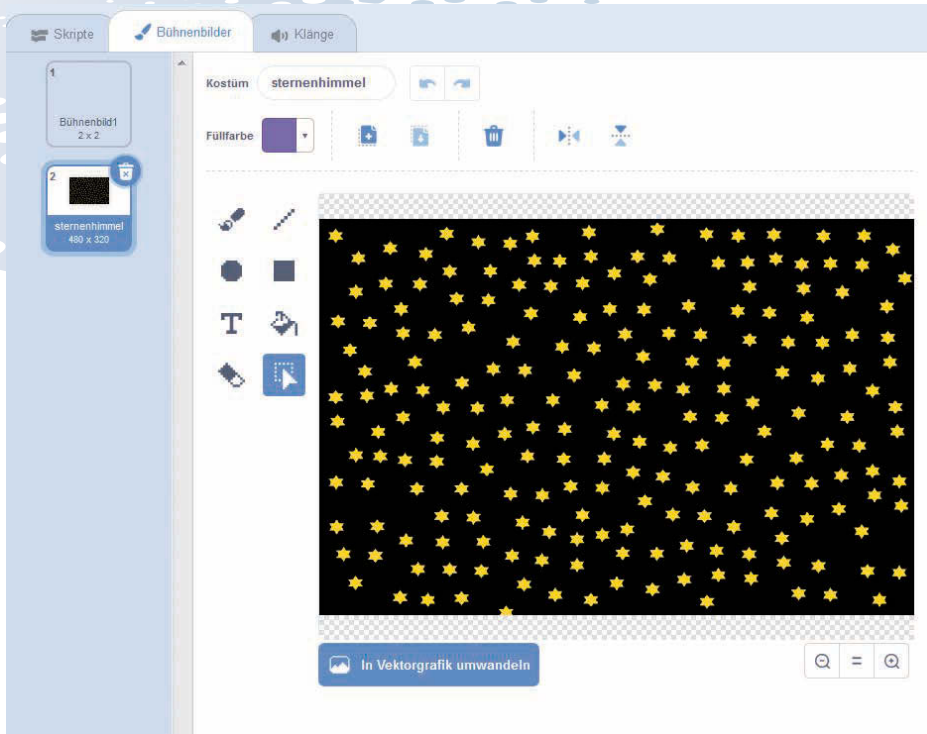 Skripte
Bühnenbilder
Klänge
1
Bühnenbild1
2 x 2
2
sternenhimmel
480 x 320
Kostüm
sternenhimmel
Füllfarbe
T
In Vektorgrafik umwandeln
=